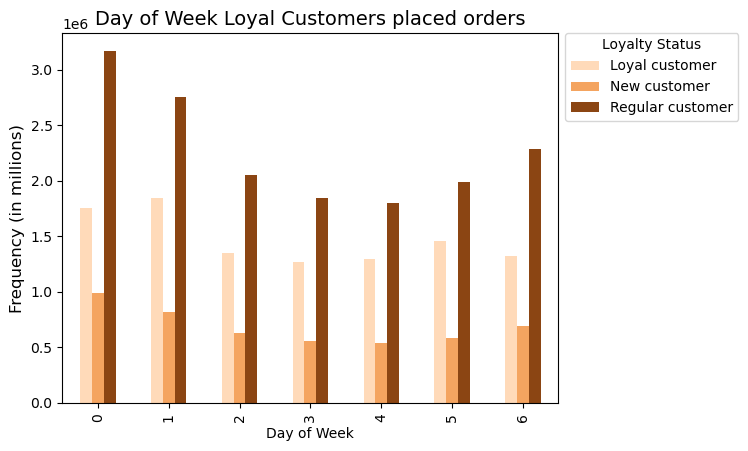 Day of Week Loyal Customers placed orders
1e6
Frequency (in millions)
3.0
2.5
2.0
1.5
1.0
0.5
0.0
0 1 2 3 4 5 6
Day of Week
Loyalty Status
Loyal customer
New customer
Regular customer